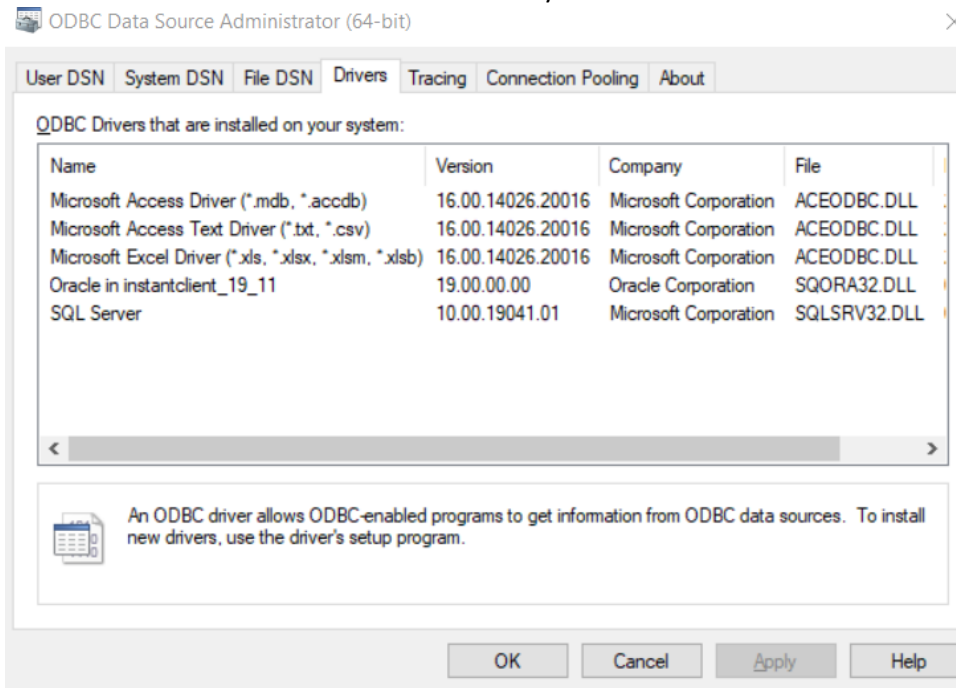 ODBC Data Source Administrator (64-bit)
User DSN System DSN File DSN Drivers Tracing Connection Pooling About
ODBC Drivers that are installed on your system:
Name Version Company File
Microsoft Access Driver (*.mdb, *.accdb) 16.00.14026.20016 Microsoft Corporation ACEODBC.DLL
Microsoft Access Text Driver (*.txt, *.csv) 16.00.14026.20016 Microsoft Corporation ACEODBC.DLL
Microsoft Excel Driver (*.xls, *.xlsx, *.xlsm, *.xlsb) 16.00.14026.20016 Microsoft Corporation ACEODBC.DLL
Oracle in instantclient_19_11 19.00.00.00 Oracle Corporation SQORA32.DLL
SQL Server 10.00.19041.01 Microsoft Corporation SQLSRV32.DLL
An ODBC driver allows ODBC-enabled programs to get information from ODBC data sources. To install
new drivers, use the driver's setup program.
OK Cancel Apply Help